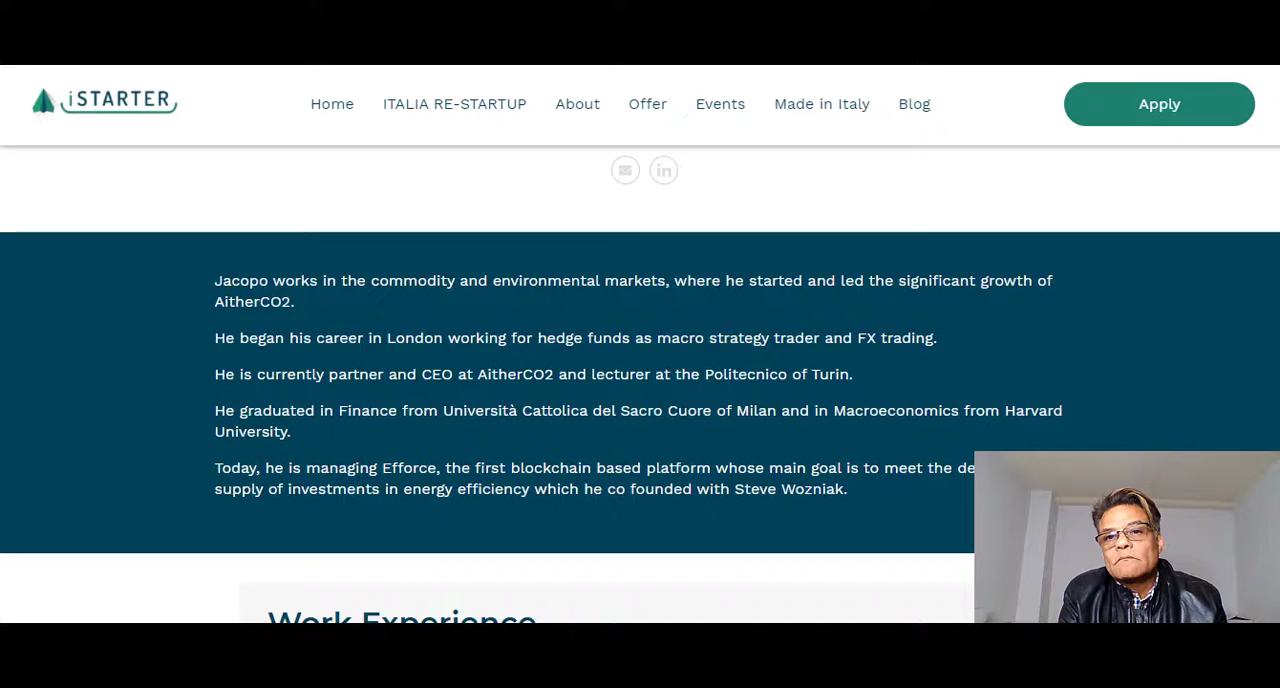 iSTARTER
Home ITALIA RE-STARTUP About Offer Events Made in Italy Blog
Apply
in
Jacopo works in the commodity and environmental markets, where he started and led the significant growth of
AitherCO2.
He began his career in London working for hedge funds as macro strategy trader and FX trading.
He is currently partner and CEO at AitherCO2 and lecturer at the Politecnico of Turin.
He graduated in Finance from Università Cattolica del Sacro Cuore of Milan and in Macroeconomics from Harvard
University.
Today, he is managing Efforce, the first blockchain based platform whose main goal is to meet the
supply of investments in energy efficiency which he co founded with Steve Wozniak.
Work Experience